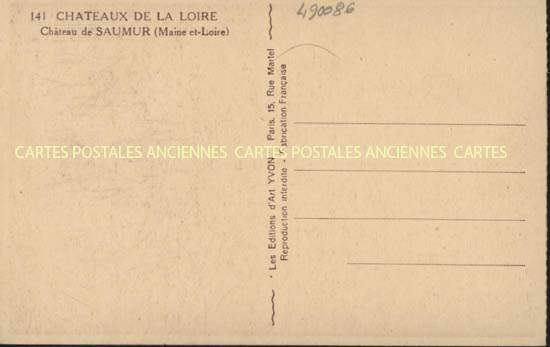 141 CHATEAUX DE LA LOIRE
Château de SAUMUR (Maine et-Loire)
490086
CARTES POSTALES ANCIENNES CARTES POSTALES ANCIENNES CARTES
Les Editions d'Art YVON - Paris, 15, Rue Martel
Reproduction interdite - Fabrication Française